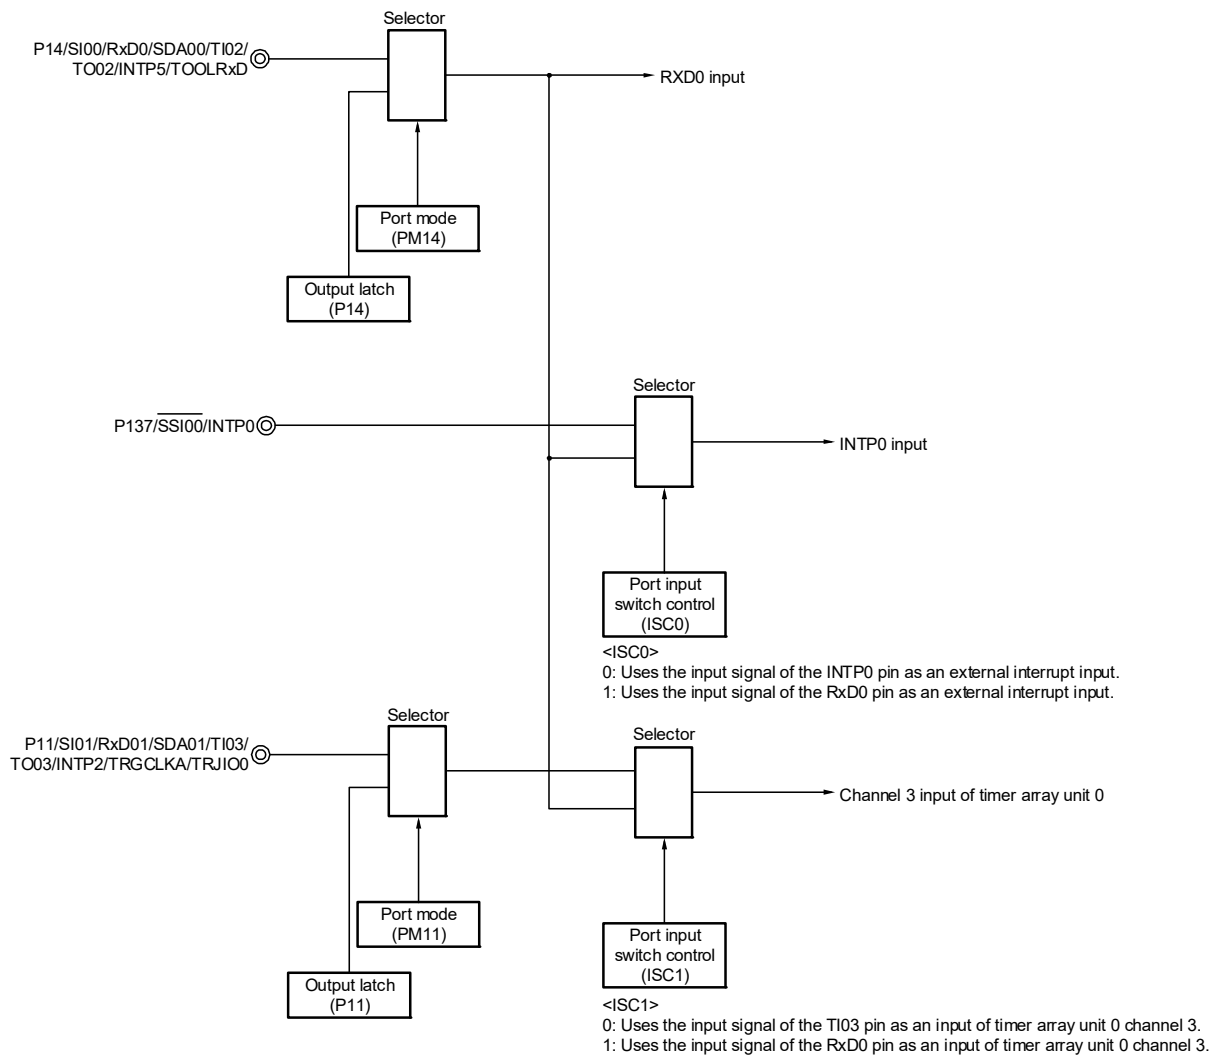 Selector
P14/SI00/RxD0/SDA00/TI02/
TO02/INTP5/TOOLRxD
RXD0 input
Port mode
(PM14)
Output latch
(P14)
Selector
P137/SSI00/INTP0
INTP0 input
Port input
switch control
(ISC0)
<ISC0>
0: Uses the input signal of the INTP0 pin as an external interrupt input.
1: Uses the input signal of the RxD0 pin as an external interrupt input.
Selector
P11/SI01/RxD01/SDA01/TI03/
TO03/INTP2/TRGCLKA/TRJIO0
Selector
Channel 3 input of timer array unit 0
Port mode
(PM11)
Output latch
(P11)
Port input
switch control
(ISC1)
<ISC1>
0: Uses the input signal of the TI03 pin as an input of timer array unit 0 channel 3.
1: Uses the input signal of the RxD0 pin as an input of timer array unit 0 channel 3.